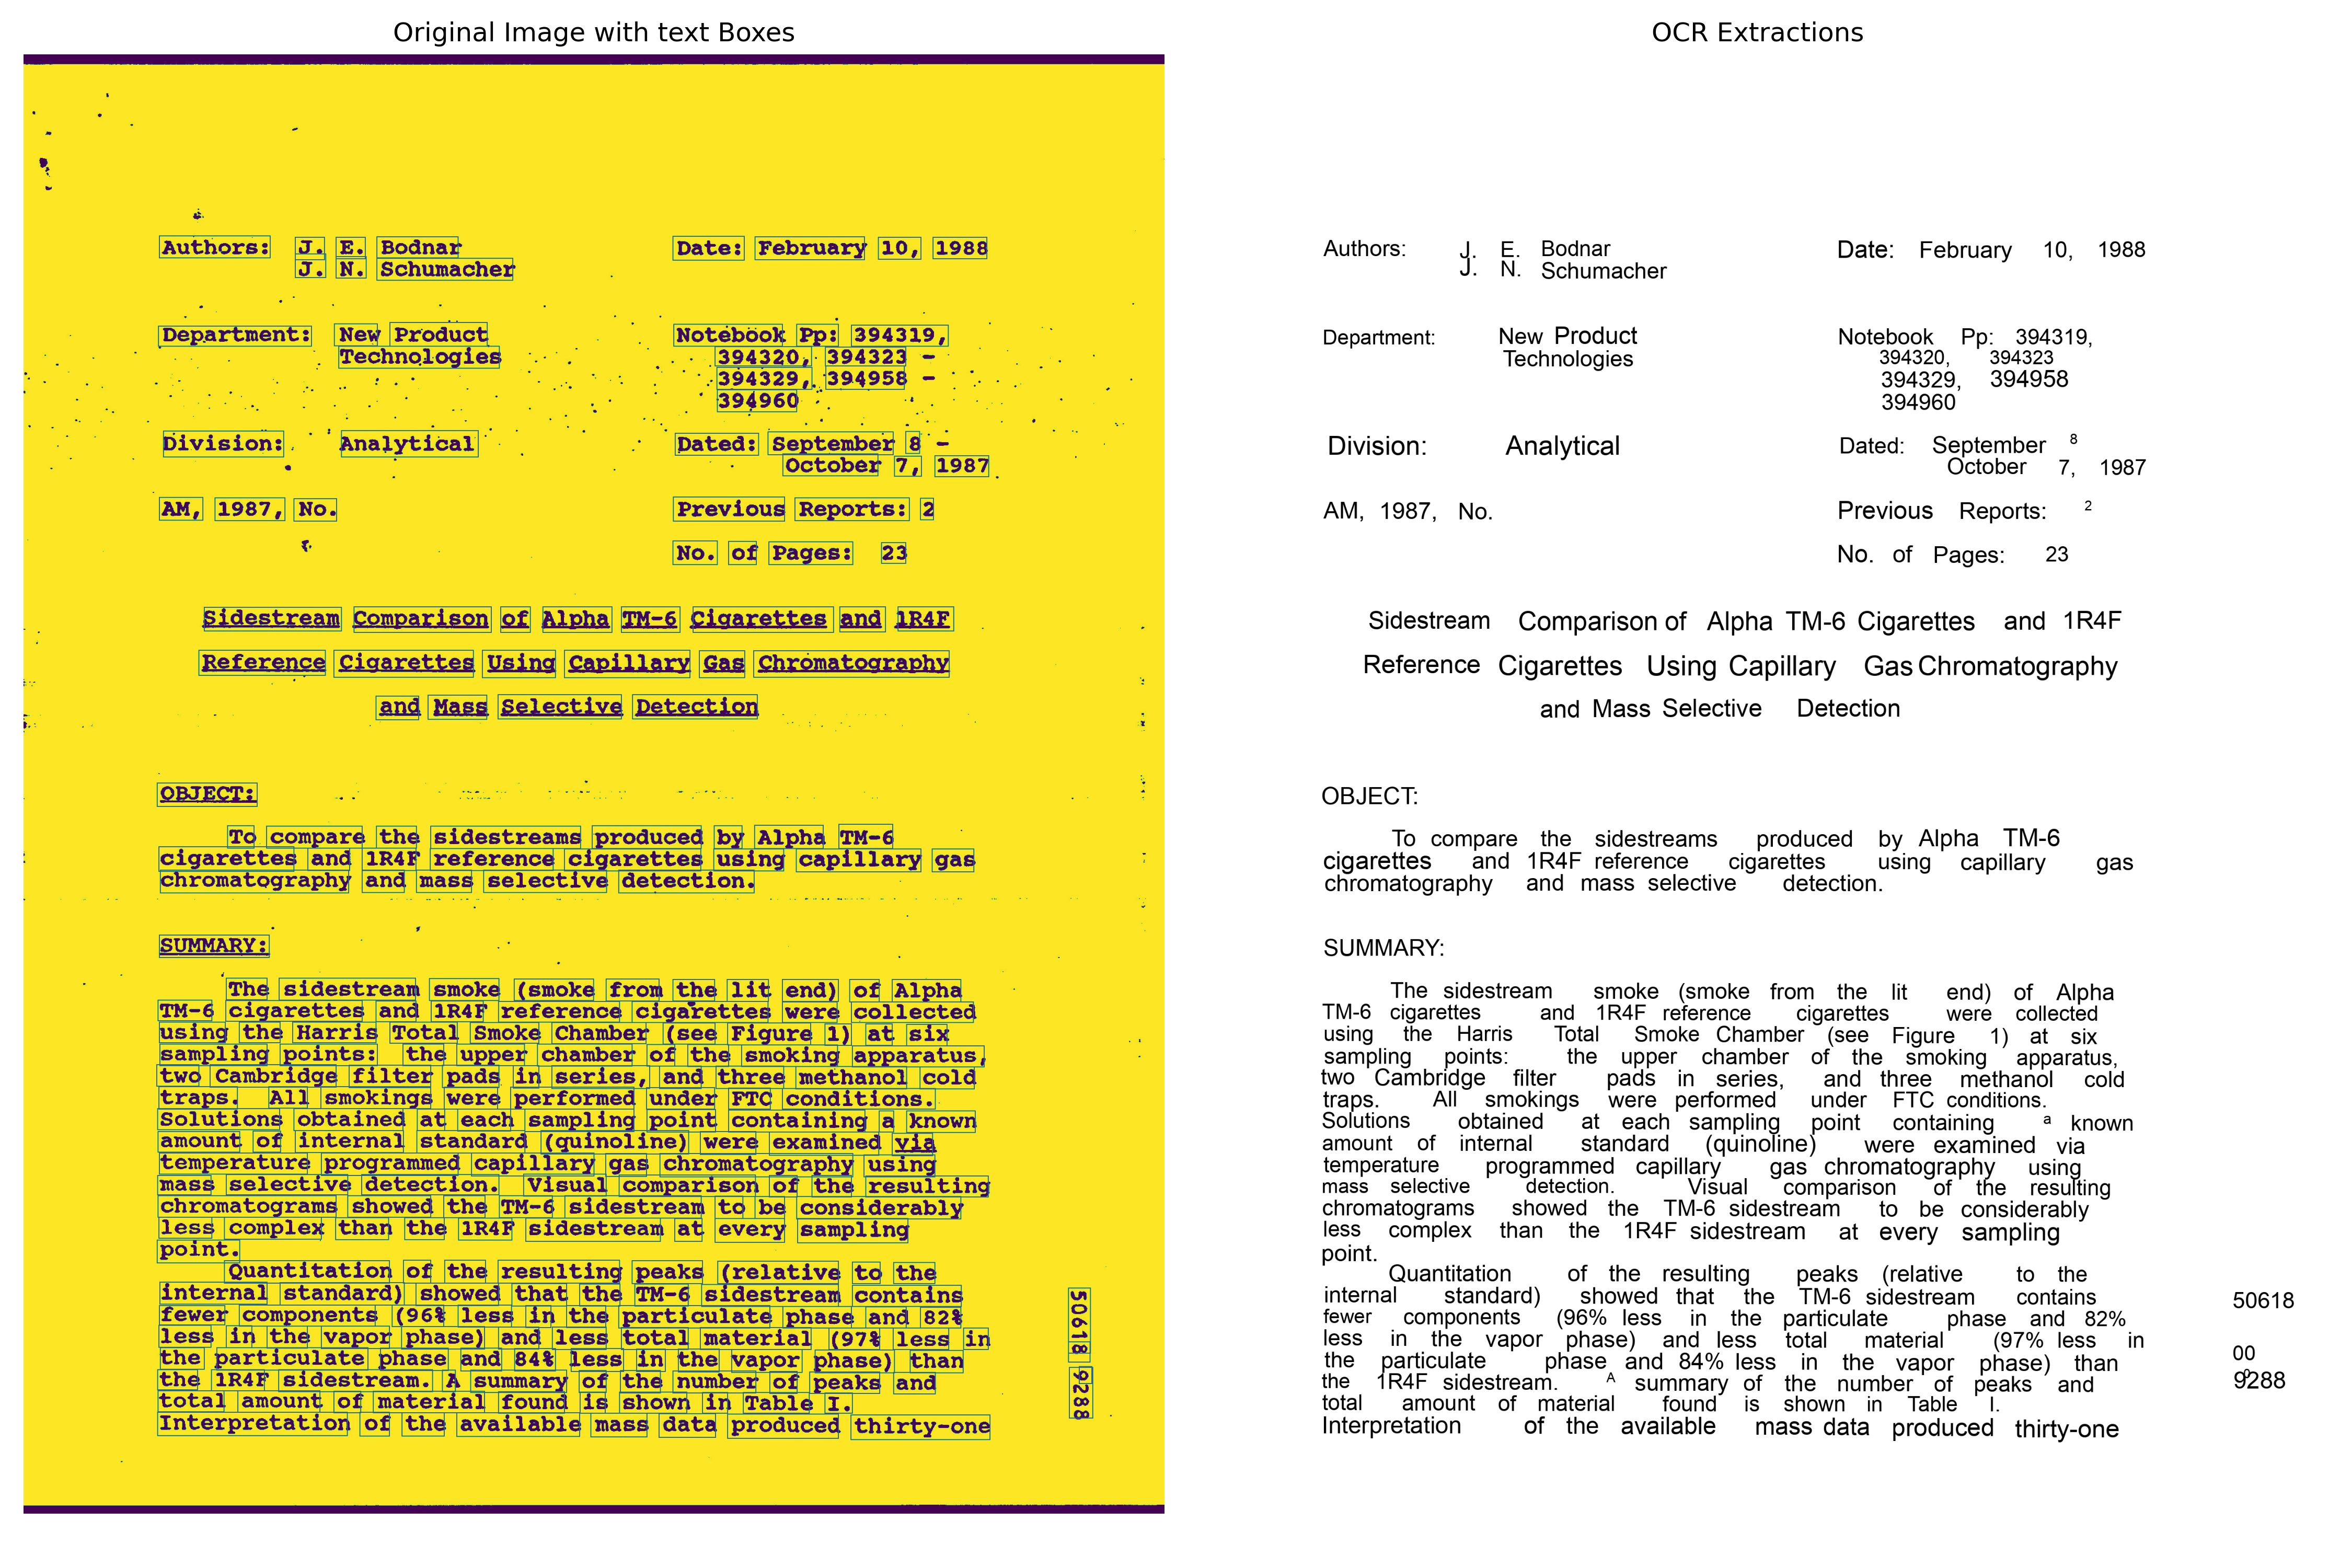 Original Image with text Boxes
Authors: J. E. Bodnar Date: February 10, 1988
J. N. Schumacher
Department: New Product Notebook Pp: 394319,
Technologies 394320, 394323 –
394329, 394958 –
394960
Division: Analytical Dated: September 8 –
October 7, 1987
AM, 1987, No. Previous Reports: 2
No. of Pages: 23
Sidestream Comparison of Alpha TM-6 Cigarettes and 1R4F
Reference Cigarettes Using Capillary Gas Chromatography
and Mass Selective Detection
OBJECT:
To compare the sidestreams produced by Alpha TM-6
cigarettes and 1R4F reference cigarettes using capillary gas
chromatography and mass selective detection.
SUMMARY:
The sidestream smoke (smoke from the lit end) of Alpha
TM-6 cigarettes and 1R4F reference cigarettes were collected
using the Harris Total Smoke Chamber (see Figure 1) at six
sampling points: the upper chamber of the smoking apparatus,
two Cambridge filter pads in series, and three methanol cold
traps. All smokings were performed under FTC conditions.
Solutions obtained at each sampling point containing a known
amount of internal standard (quinoline) were examined via
temperature programmed capillary gas chromatography using
mass selective detection. Visual comparison of the resulting
chromatograms showed the TM-6 sidestream to be considerably
less complex than the 1R4F sidestream at every sampling
point.
Quantitation of the resulting peaks (relative to the
internal standard) showed that the TM-6 sidestream contains
fewer components (96% less in the particulate phase and 82%
less in the vapor phase) and less total material (97% less in
the particulate phase and 84% less in the vapor phase) than
the 1R4F sidestream. A summary of the number of peaks and
total amount of material found is shown in Table I.
Interpretation of the available mass data produced thirty-one
50618 9288
OCR Extractions
Authors: J. E. Bodnar Date: February 10, 1988
J. N. Schumacher
Department: New Product Notebook Pp: 394319,
Technologies 394320, 394323
394329, 394958
394960
Division: Analytical Dated: September 8
October 7, 1987
AM, 1987, No. Previous Reports: 2
No. of Pages: 23
Sidestream Comparison of Alpha TM-6 Cigarettes and 1R4F
Reference Cigarettes Using Capillary Gas Chromatography
and Mass Selective Detection
OBJECT:
To compare the sidestreams produced by Alpha TM-6
cigarettes and 1R4F reference cigarettes using capillary gas
chromatography and mass selective detection.
SUMMARY:
The sidestream smoke (smoke from the lit end) of Alpha
TM-6 cigarettes and 1R4F reference cigarettes were collected
using the Harris Total Smoke Chamber (see Figure 1) at six
sampling points: the upper chamber of the smoking apparatus,
two Cambridge filter pads in series, and three methanol cold
traps. All smokings were performed under FTC conditions.
Solutions obtained at each sampling point containing a known
amount of internal standard (quinoline) were examined via
temperature programmed capillary gas chromatography using
mass selective detection. Visual comparison of the resulting
chromatograms showed the TM-6 sidestream to be considerably
less complex than the 1R4F sidestream at every sampling
point.
Quantitation of the resulting peaks (relative to the
internal standard) showed that the TM-6 sidestream contains
fewer components (96% less in the particulate phase and 82%
less in the vapor phase) and less total material (97% less in
the particulate phase and 84% less in the vapor phase) than
the 1R4F sidestream. A summary of the number of peaks and
total amount of material found is shown in Table I.
Interpretation of the available mass data produced thirty-one
50618
00
9288